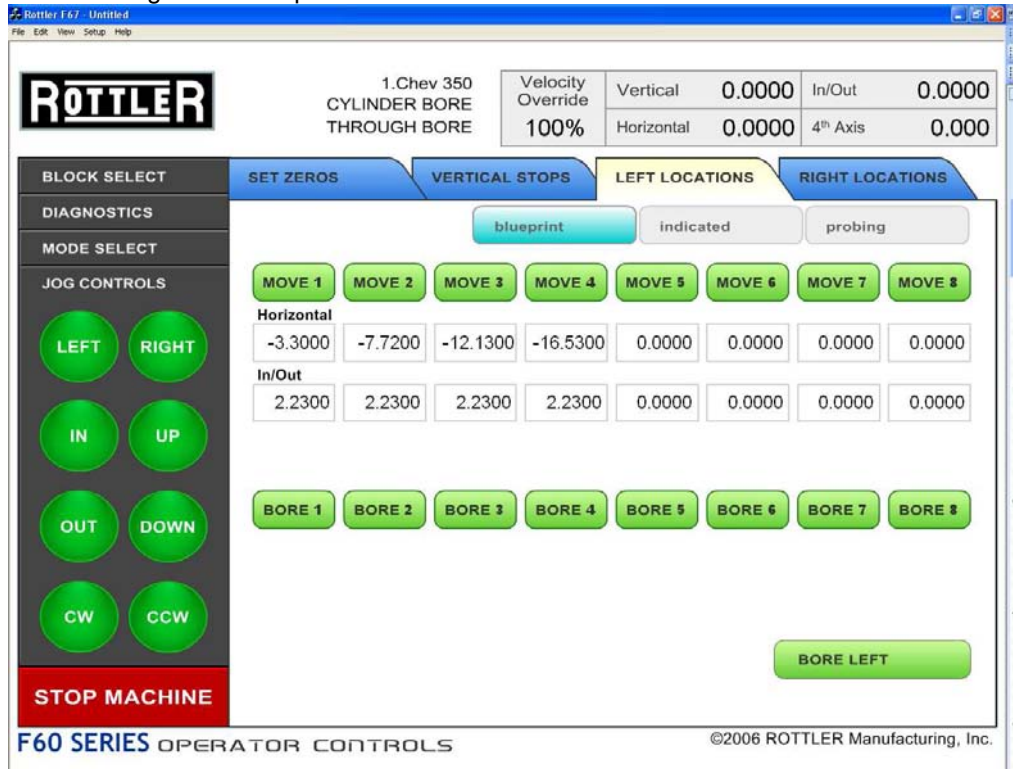 Rottler F67 - Untitled
File Edit View Setup Help
ROTTLER
1.Chev 350
CYLINDER BORE
THROUGH BORE
Velocity
Override
100%
Vertical 0.0000 In/Out 0.0000
Horizontal 0.0000 4th Axis 0.000
BLOCK SELECT
DIAGNOSTICS
MODE SELECT
JOG CONTROLS
LEFT RIGHT
IN UP
OUT DOWN
CW CCW
STOP MACHINE
SET ZEROS VERTICAL STOPS LEFT LOCATIONS RIGHT LOCATIONS
blueprint indicated probing
MOVE 1 MOVE 2 MOVE 3 MOVE 4 MOVE 5 MOVE 6 MOVE 7 MOVE 8
Horizontal
-3.3000 -7.7200 -12.1300 -16.5300 0.0000 0.0000 0.0000 0.0000
In/Out
2.2300 2.2300 2.2300 2.2300 0.0000 0.0000 0.0000 0.0000
BORE 1 BORE 2 BORE 3 BORE 4 BORE 5 BORE 6 BORE 7 BORE 8
BORE LEFT
F60 SERIES OPERATOR CONTROLS
©2006 ROTTLER Manufacturing, Inc.